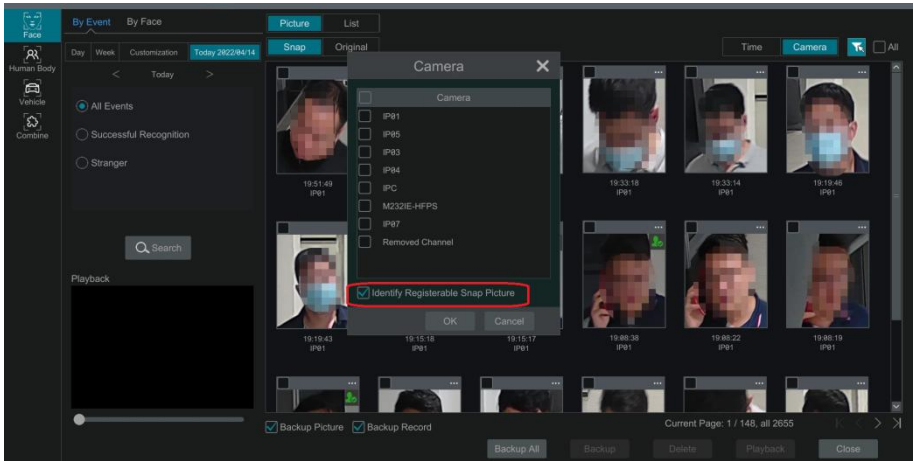 Face
Human Body
Vehicle
Combine
By Event By Face
Day Week Customization Today 2022/04/14
< Today >
All Events
Successful Recognition
Stranger
Search
Playback
Picture List
Snap Original
Time Camera All
Camera
Camera
IP01
IP05
IP03
IP04
IPC
M232IE-HFPS
IP07
Removed Channel
Identify Registerable Snap Picture
OK Cancel
19:51:49 19:33:18 19:33:14 19:19:46
IP01 IP01 IP01 IP01
19:19:43 19:15:18 19:15:17 19:08:38 19:08:22 19:08:19
IP01 IP01 IP01 IP01 IP01
Backup Picture Backup Record
Current Page: 1 / 148, all 2655
Backup All Backup Delete Playback Close